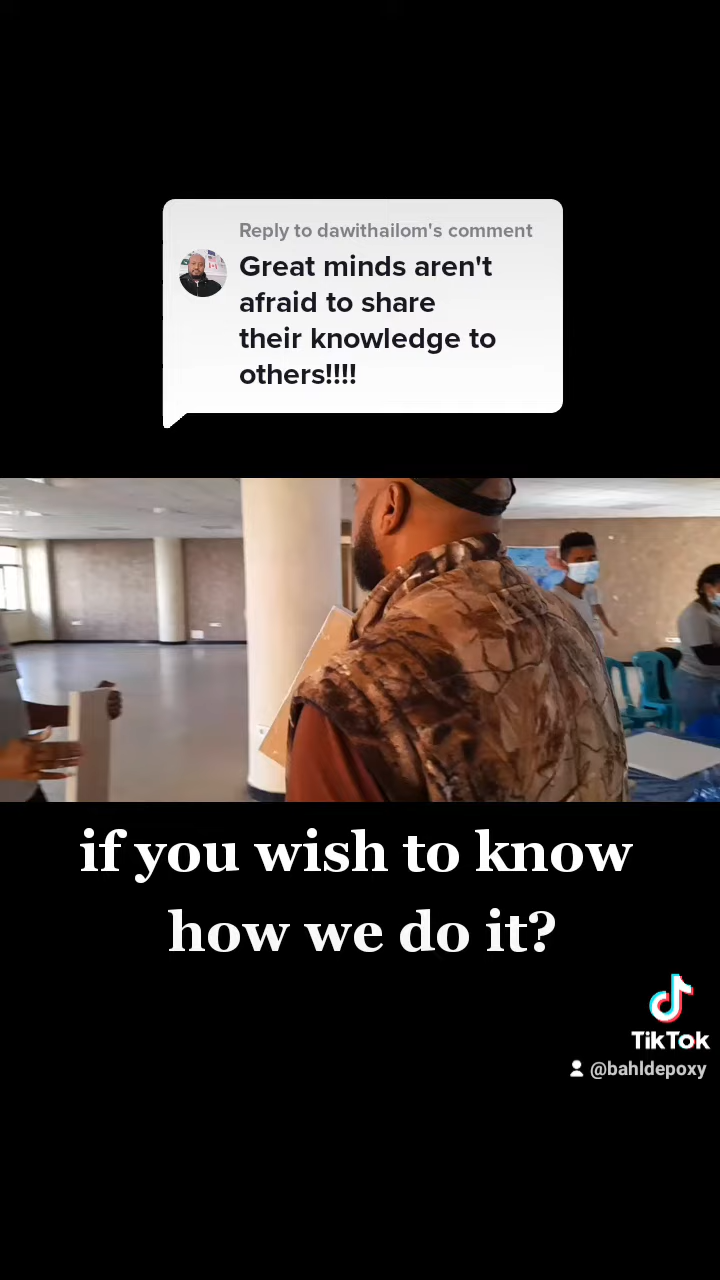 Reply to dawithailom's comment
Great minds aren't
afraid to share
their knowledge to
others!!!!
if you wish to know
how we do it?
TikTok
@bahldepoxy